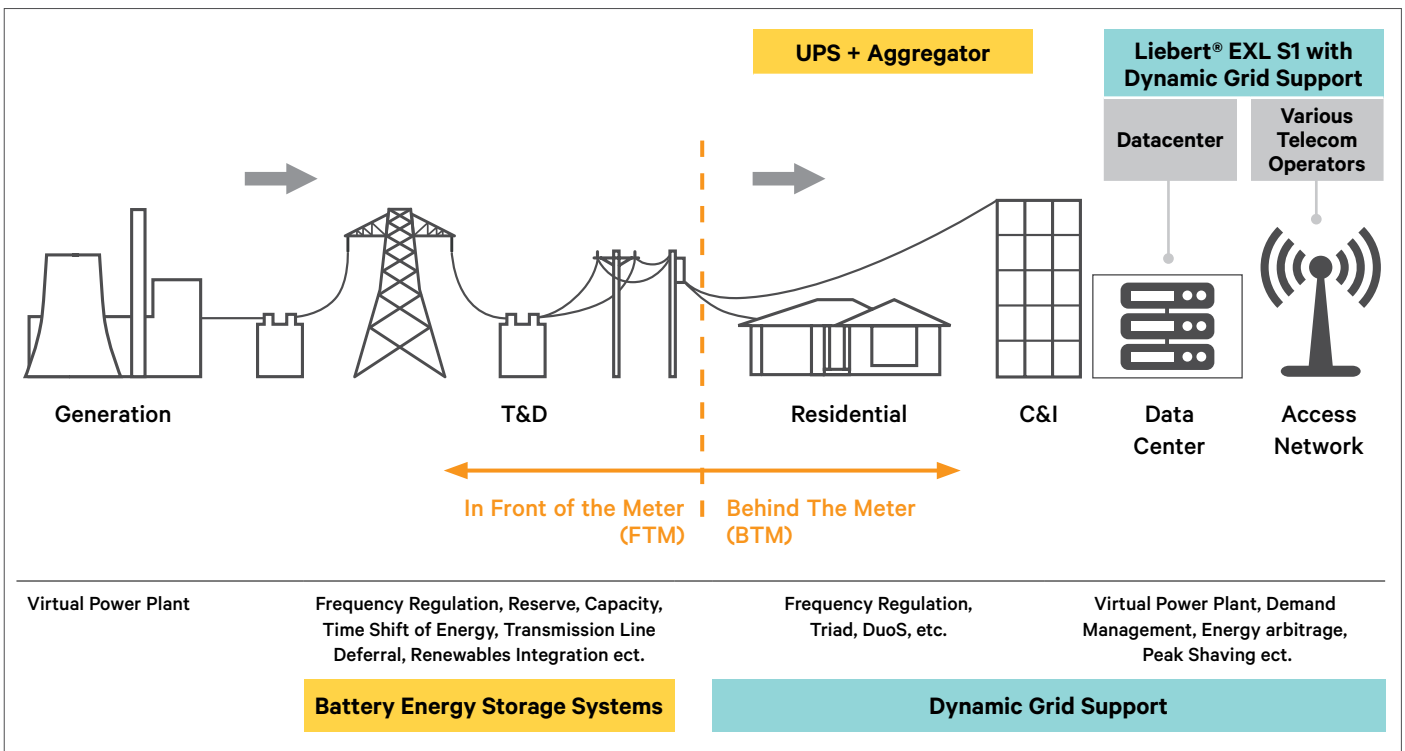 UPS + Aggregator
Liebert® EXL S1 with
Dynamic Grid Support
Datacenter
Various
Telecom
Operators
Generation
T&D
Residential
C&I
Data
Center
Access
Network
In Front of the Meter
(FTM)
Behind The Meter
(BTM)
Virtual Power Plant
Frequency Regulation, Reserve, Capacity,
Time Shift of Energy, Transmission Line
Deferral, Renewables Integration ect.
Frequency Regulation,
Triad, DuoS, etc.
Virtual Power Plant, Demand
Management, Energy arbitrage,
Peak Shaving ect.
Battery Energy Storage Systems
Dynamic Grid Support